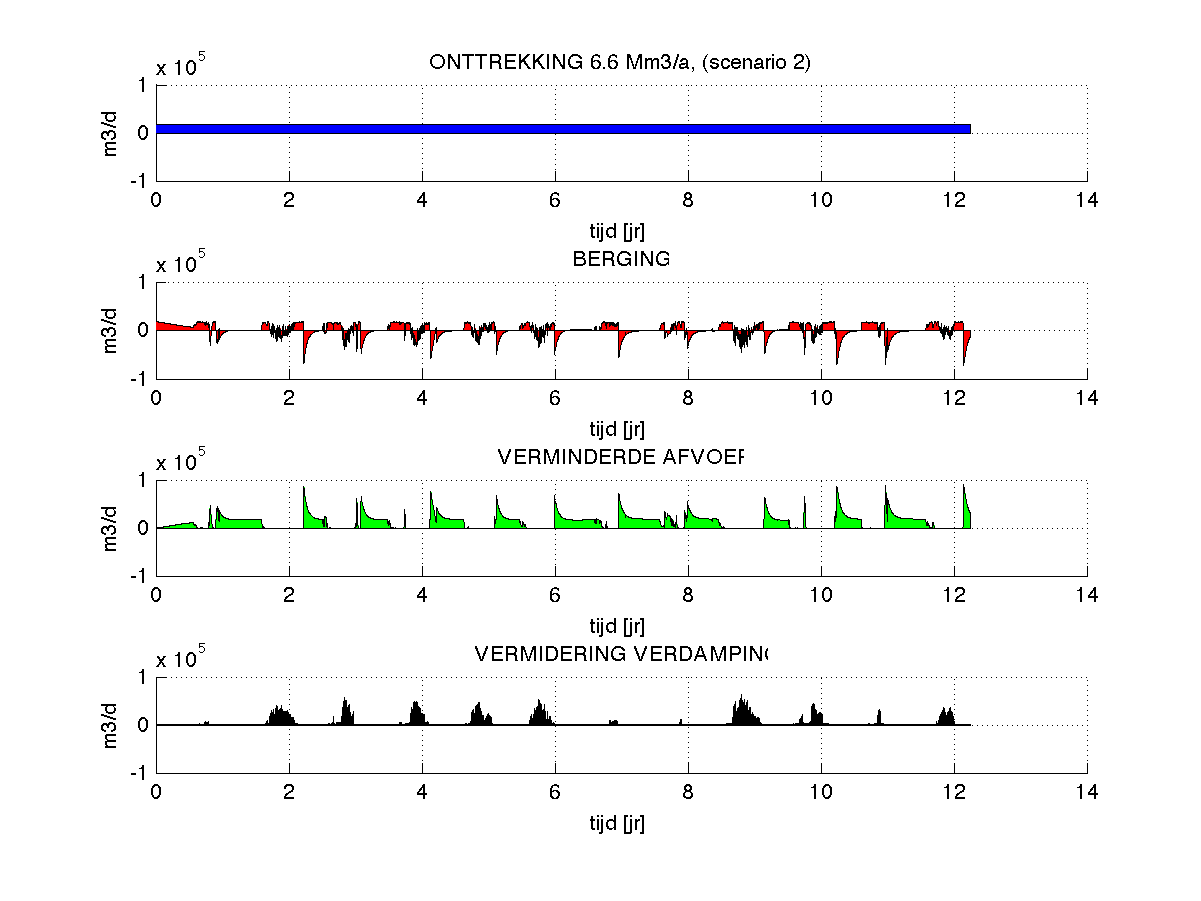 ONTTREKKING 6.6 Mm3/a, (scenario 2)
x 10^5
1
0
-1
m3/d
0 2 4 6 8 10 12 14
tijd [jr]
BERGING
x 10^5
1
0
-1
m3/d
0 2 4 6 8 10 12 14
tijd [jr]
VERMINDERDE AFVOER
x 10^5
1
0
-1
m3/d
0 2 4 6 8 10 12 14
tijd [jr]
VERMIDERING VERDAMPING
x 10^5
1
0
-1
m3/d
0 2 4 6 8 10 12 14
tijd [jr]